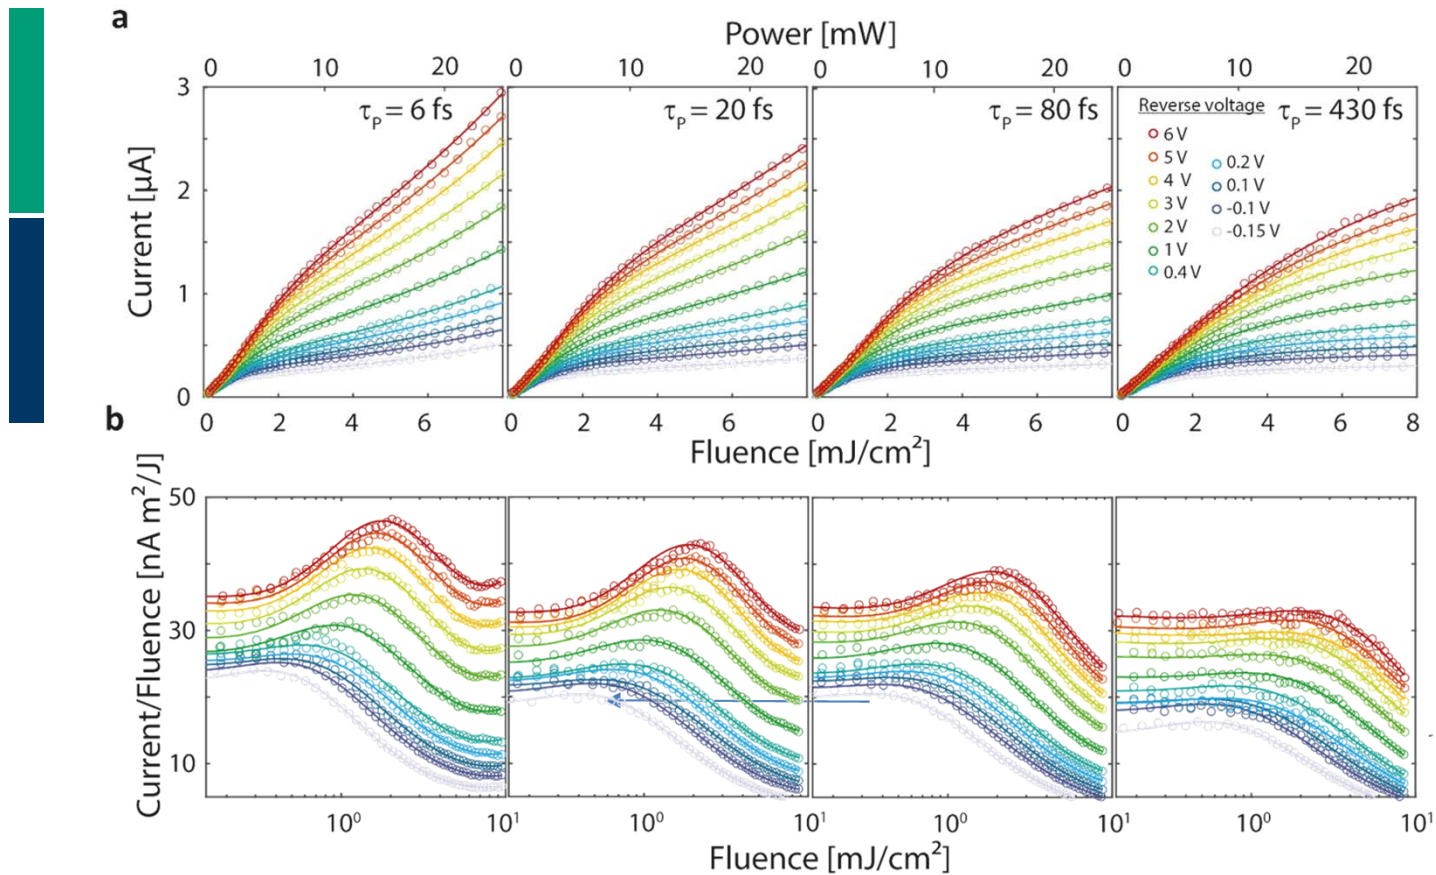 a
Power [mW]
0 10 20 0 10 20 0 10 20 0 10 20
3
2
1
0
Current [µA]
τP = 6 fs
τP = 20 fs
τP = 80 fs
τP = 430 fs
Reverse voltage
6 V
5 V
4 V
3 V
2 V
1 V
0.4 V
0.2 V
0.1 V
-0.1 V
-0.15 V
0 2 4 6 0 2 4 6 0 2 4 6 0 2 4 6 8
Fluence [mJ/cm²]
b
Current/Fluence [nA m²/J]
50
30
10
10⁰ 10¹ 10⁰ 10¹ 10⁰ 10¹ 10⁰ 10¹
Fluence [mJ/cm²]